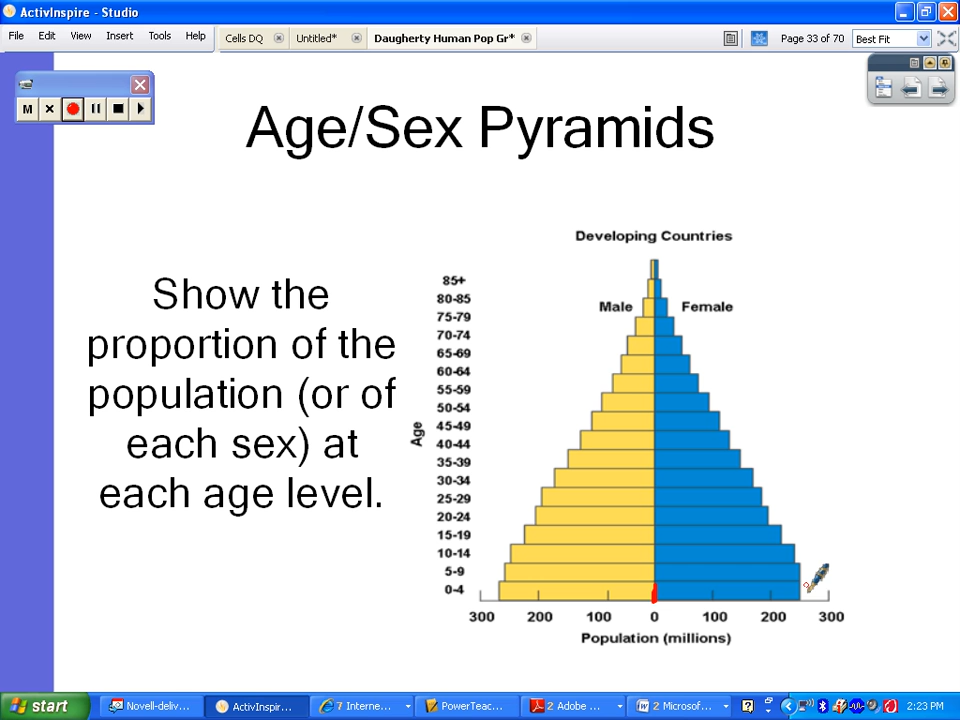 ActivInspire - Studio
File Edit View Insert Tools Help
Cells DQ
Untitled*
Daugherty Human Pop Gr*
Page 33 of 70
Best Fit
M
Age/Sex Pyramids
Show the
proportion of the
population (or of
each sex) at
each age level.
Developing Countries
Male Female
Age
85+
80-85
75-79
70-74
65-69
60-64
55-59
50-54
45-49
40-44
35-39
30-34
25-29
20-24
15-19
10-14
5-9
0-4
300 200 100 0 100 200 300
Population (millions)
start
Novell-deliv...
ActivInspir...
7 Interne...
PowerTeac...
2 Adobe ...
2 Microsof...
2:23 PM